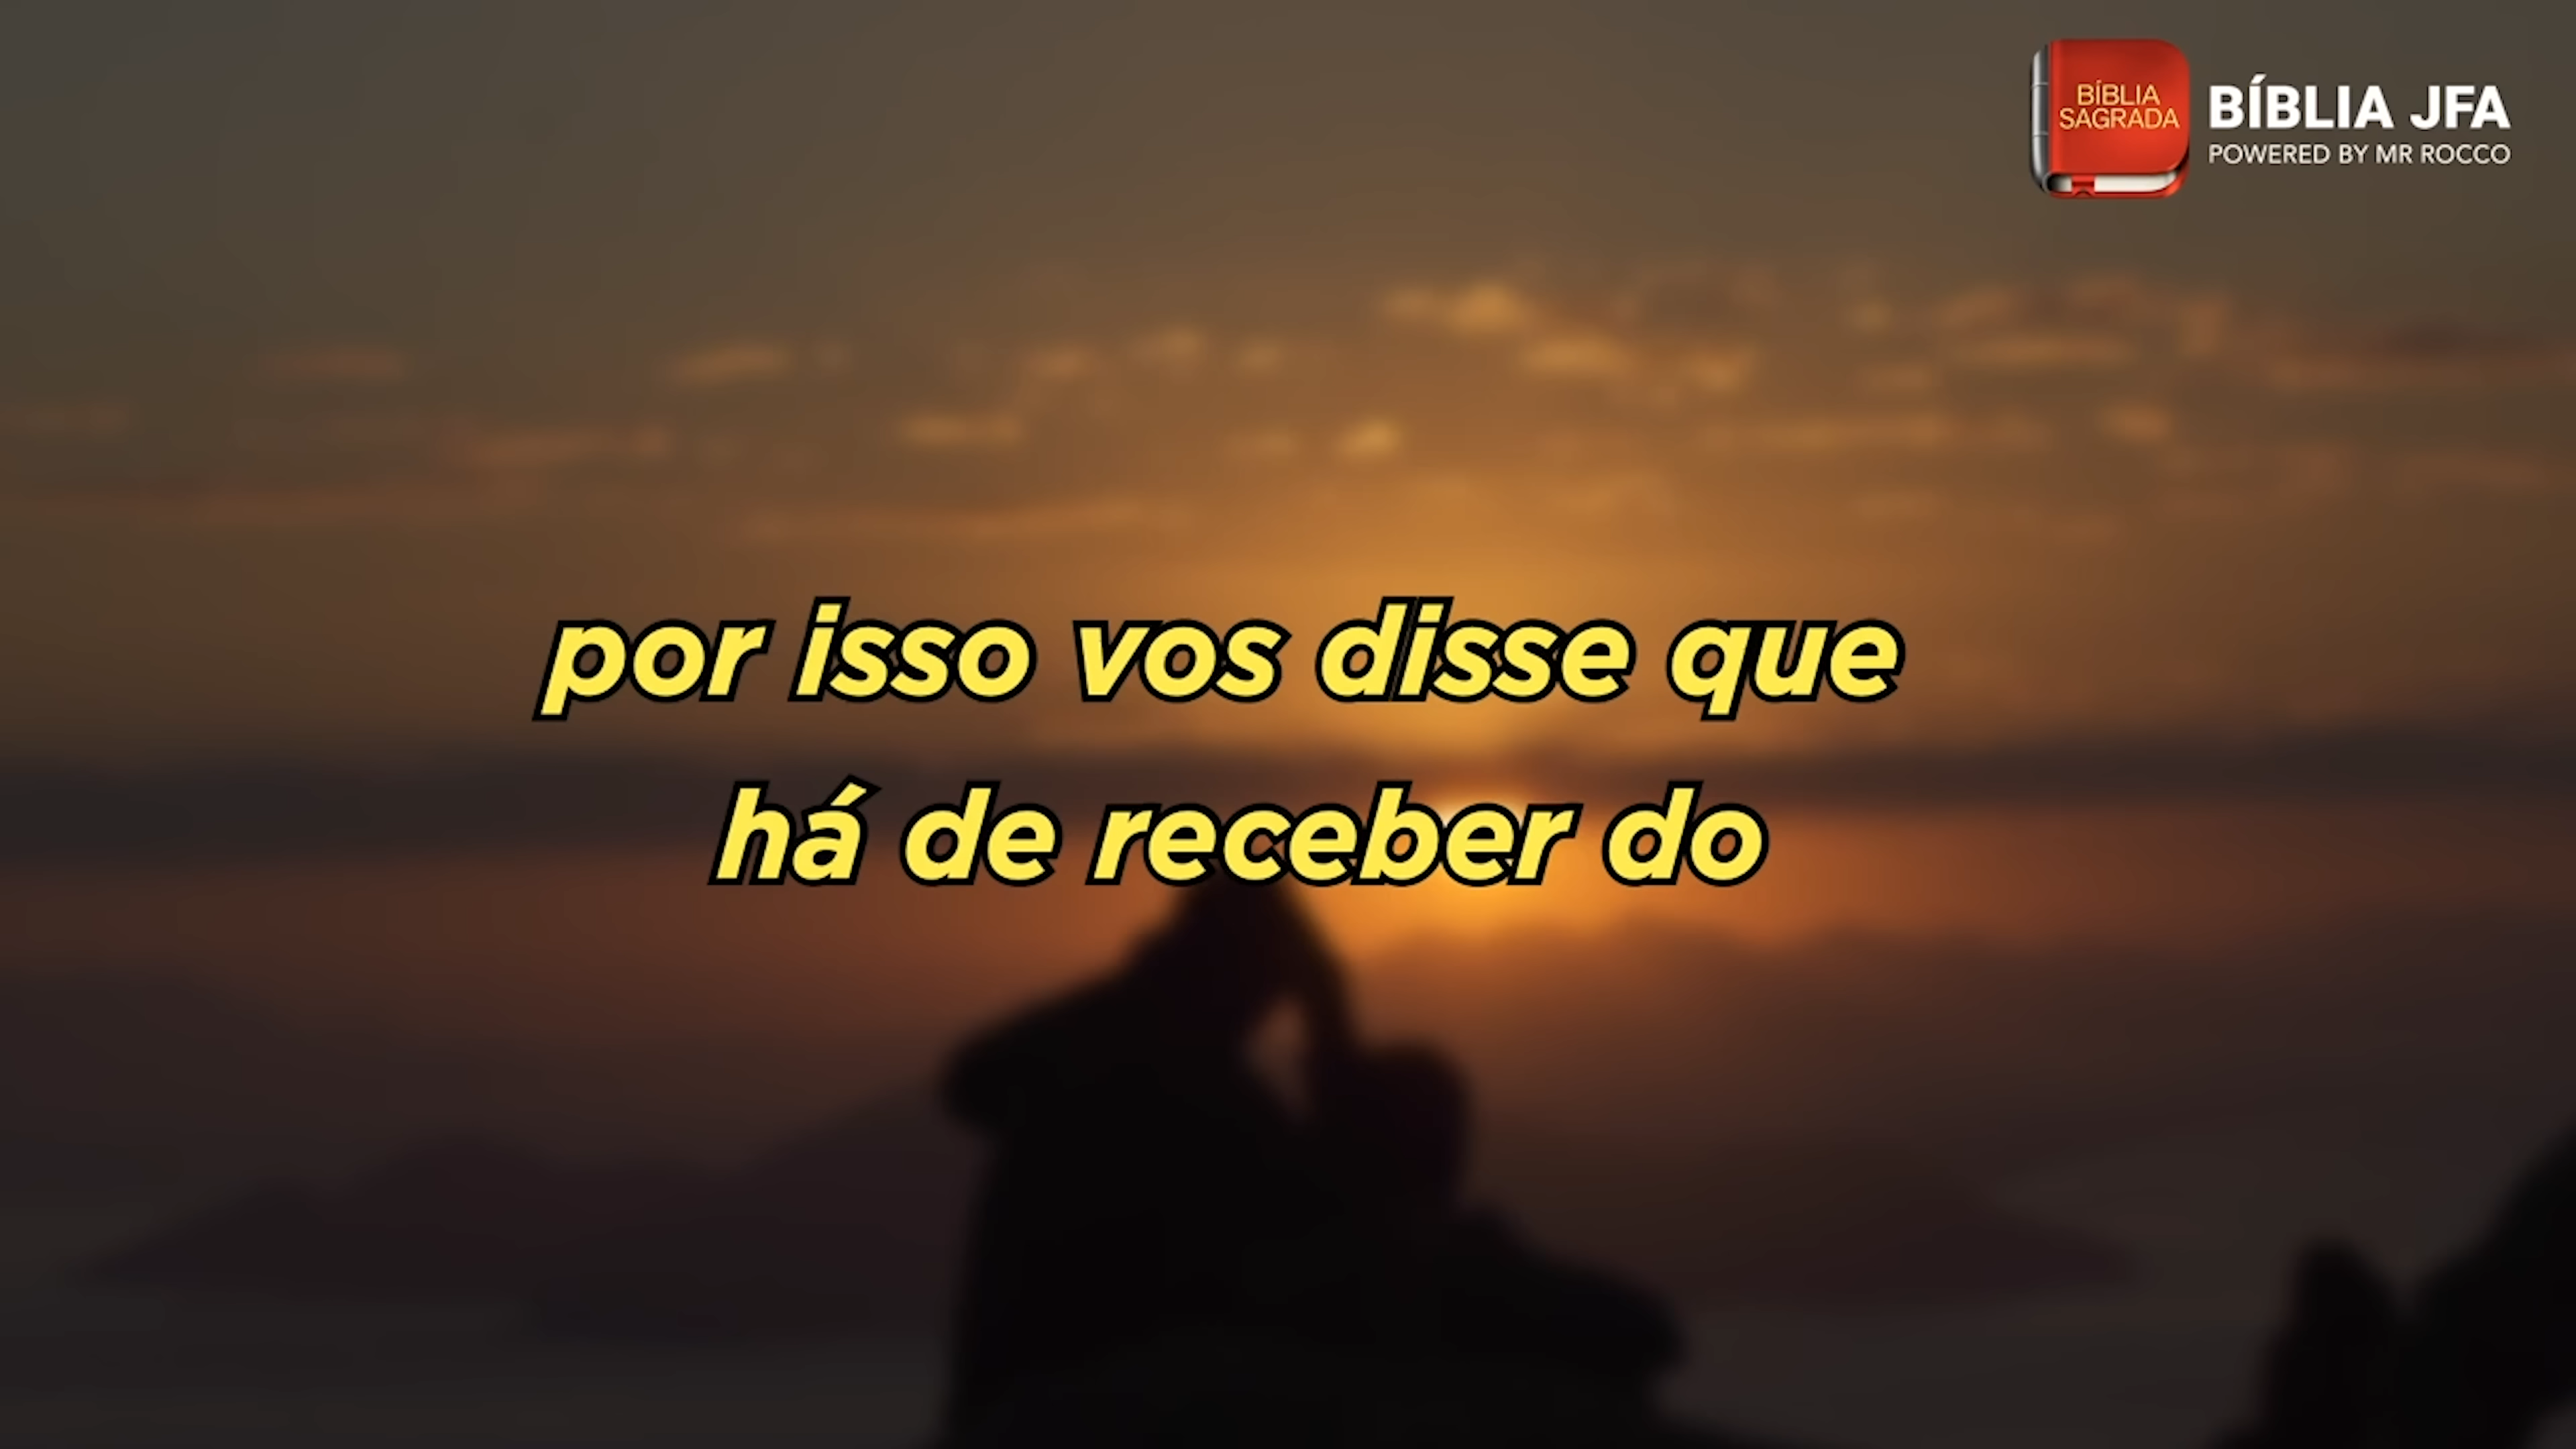 BÍBLIA
SAGRADA
BÍBLIA JFA
POWERED BY MR ROCCO
por isso vos disse que
há de receber do